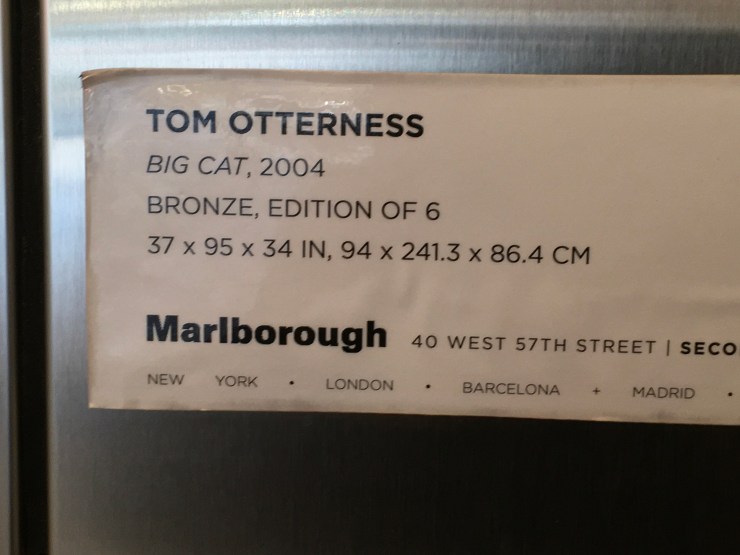 TOM OTTERNESS
BIG CAT, 2004
BRONZE, EDITION OF 6
37 x 95 x 34 IN, 94 x 241.3 x 86.4 CM
Marlborough 40 WEST 57TH STREET | SECO
NEW YORK • LONDON • BARCELONA + MADRID •